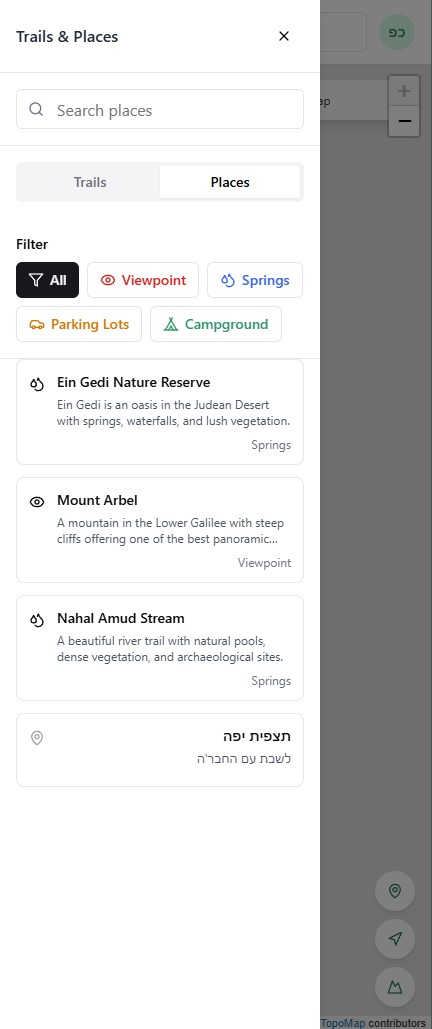 Trails & Places
כפ
Search places
ap
+
−
Trails
Places
Filter
All
Viewpoint
Springs
Parking Lots
Campground
Ein Gedi Nature Reserve
Ein Gedi is an oasis in the Judean Desert
with springs, waterfalls, and lush vegetation.
Springs
Mount Arbel
A mountain in the Lower Galilee with steep
cliffs offering one of the best panoramic...
Viewpoint
Nahal Amud Stream
A beautiful river trail with natural pools,
dense vegetation, and archaeological sites.
Springs
תצפית יפה
לשבת עם החבר'ה
TopoMap contributors